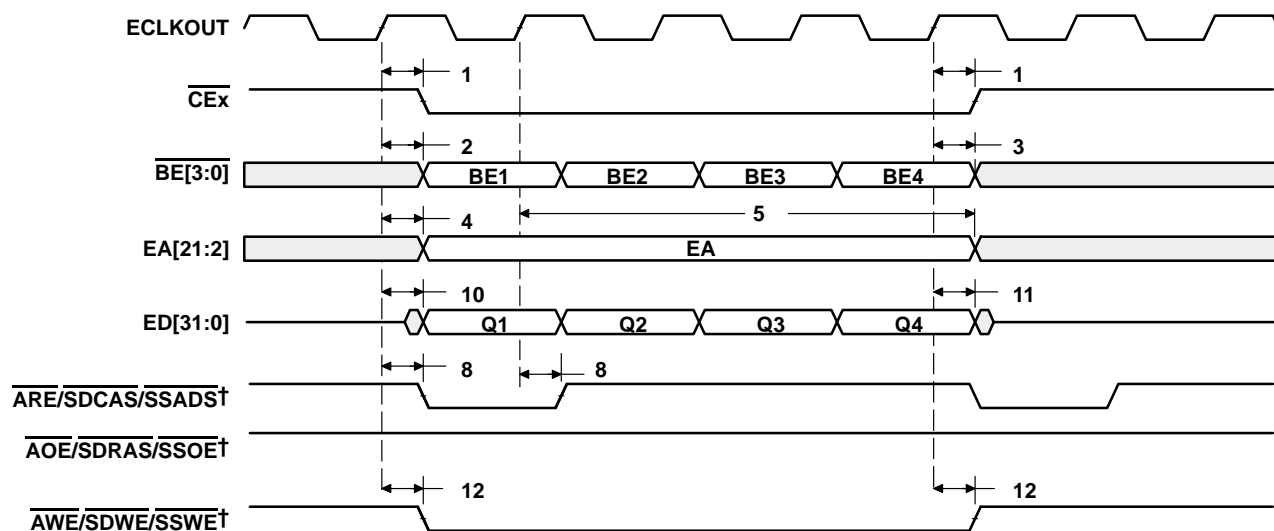 ECLKOUT
1 1
CEx
2 3
BE[3:0] BE1 BE2 BE3 BE4
4 5
EA[21:2] EA
10 11
ED[31:0] Q1 Q2 Q3 Q4
8 8
ARE/SDCAS/SSADS†
AOE/SDRAS/SSOE†
12 12
AWE/SDWE/SSWE†